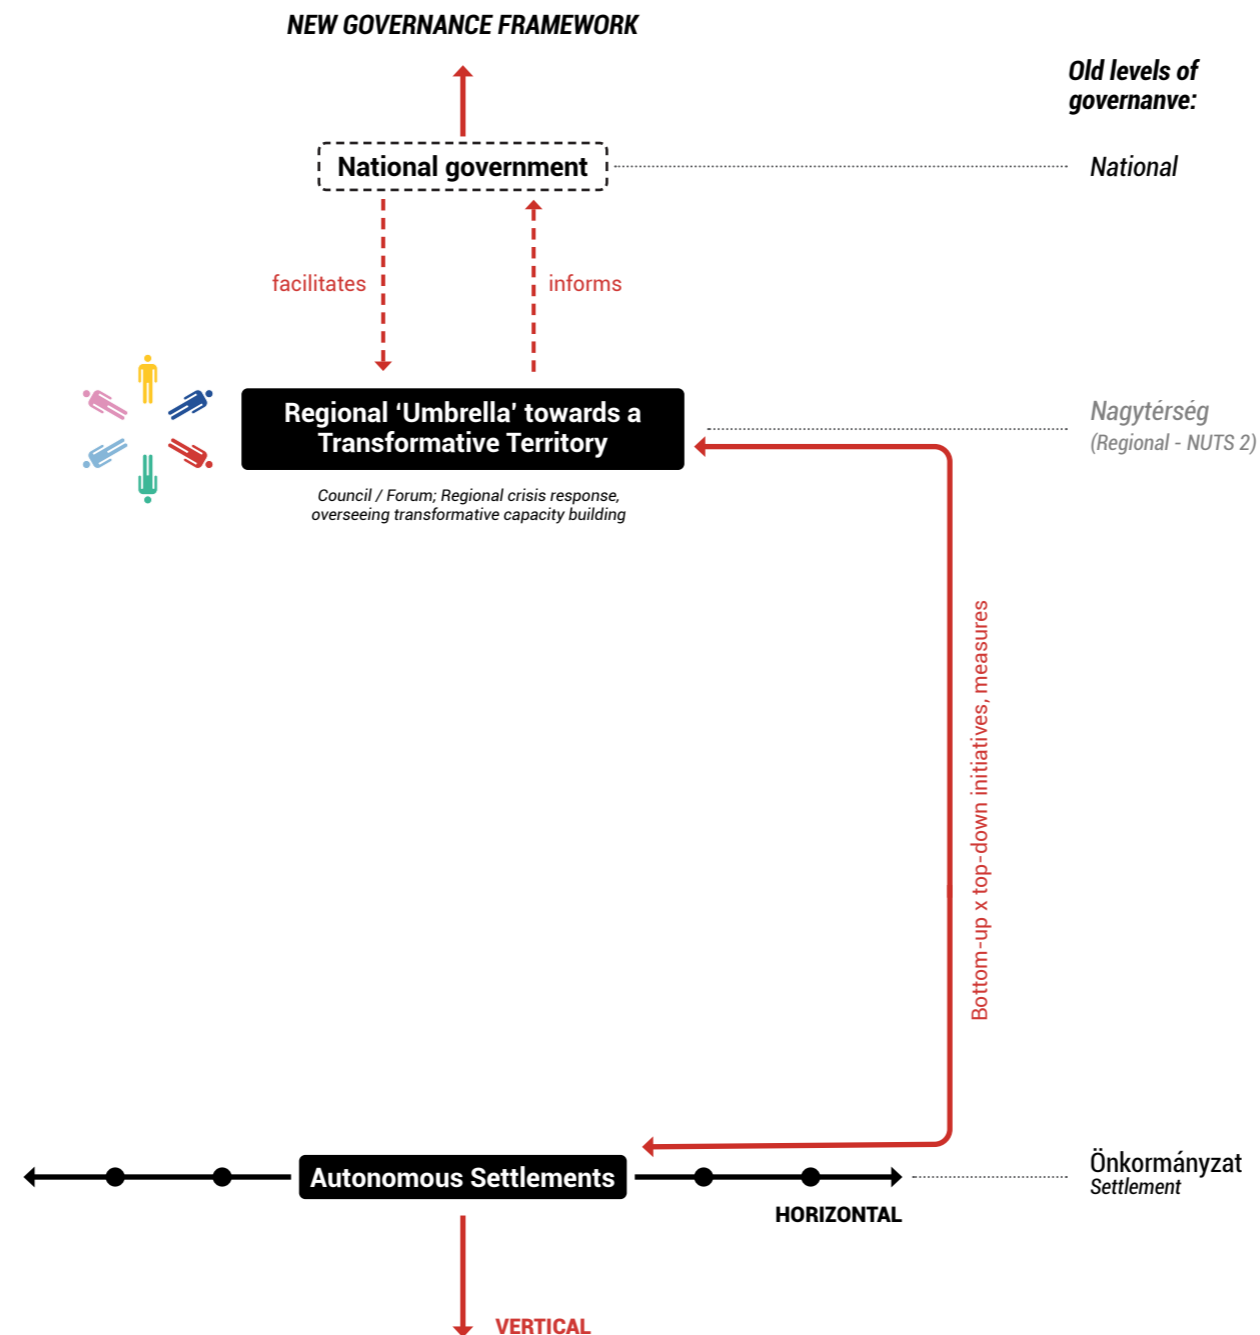 NEW GOVERNANCE FRAMEWORK
Old levels of
governanve:
National government
National
facilitates
informs
Regional ‘Umbrella’ towards a
Transformative Territory
Nagytérség
(Regional - NUTS 2)
Council / Forum; Regional crisis response,
overseeing transformative capacity building
Bottom-up x top-down initiatives, measures
Autonomous Settlements
Önkormányzat
Settlement
HORIZONTAL
VERTICAL